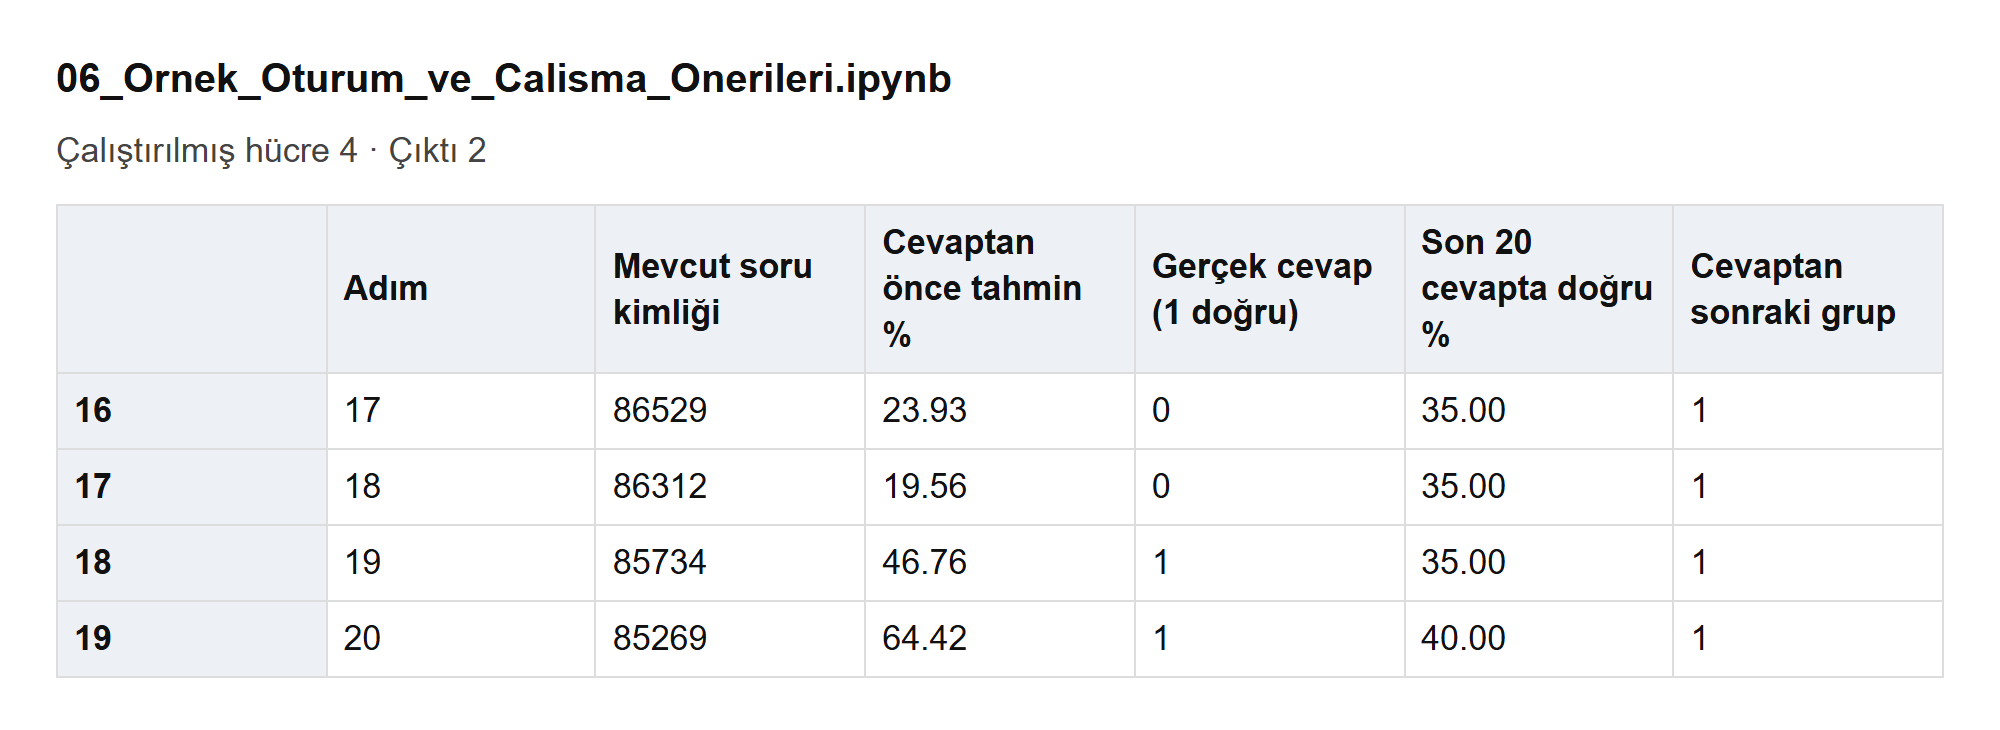 06_Ornek_Oturum_ve_Calisma_Onerileri.ipynb
Çalıştırılmış hücre 4 · Çıktı 2
Adım | Mevcut soru kimliği | Cevaptan önce tahmin % | Gerçek cevap (1 doğru) | Son 20 cevapta doğru % | Cevaptan sonraki grup
16 | 17 | 86529 | 23.93 | 0 | 35.00 | 1
17 | 18 | 86312 | 19.56 | 0 | 35.00 | 1
18 | 19 | 85734 | 46.76 | 1 | 35.00 | 1
19 | 20 | 85269 | 64.42 | 1 | 40.00 | 1